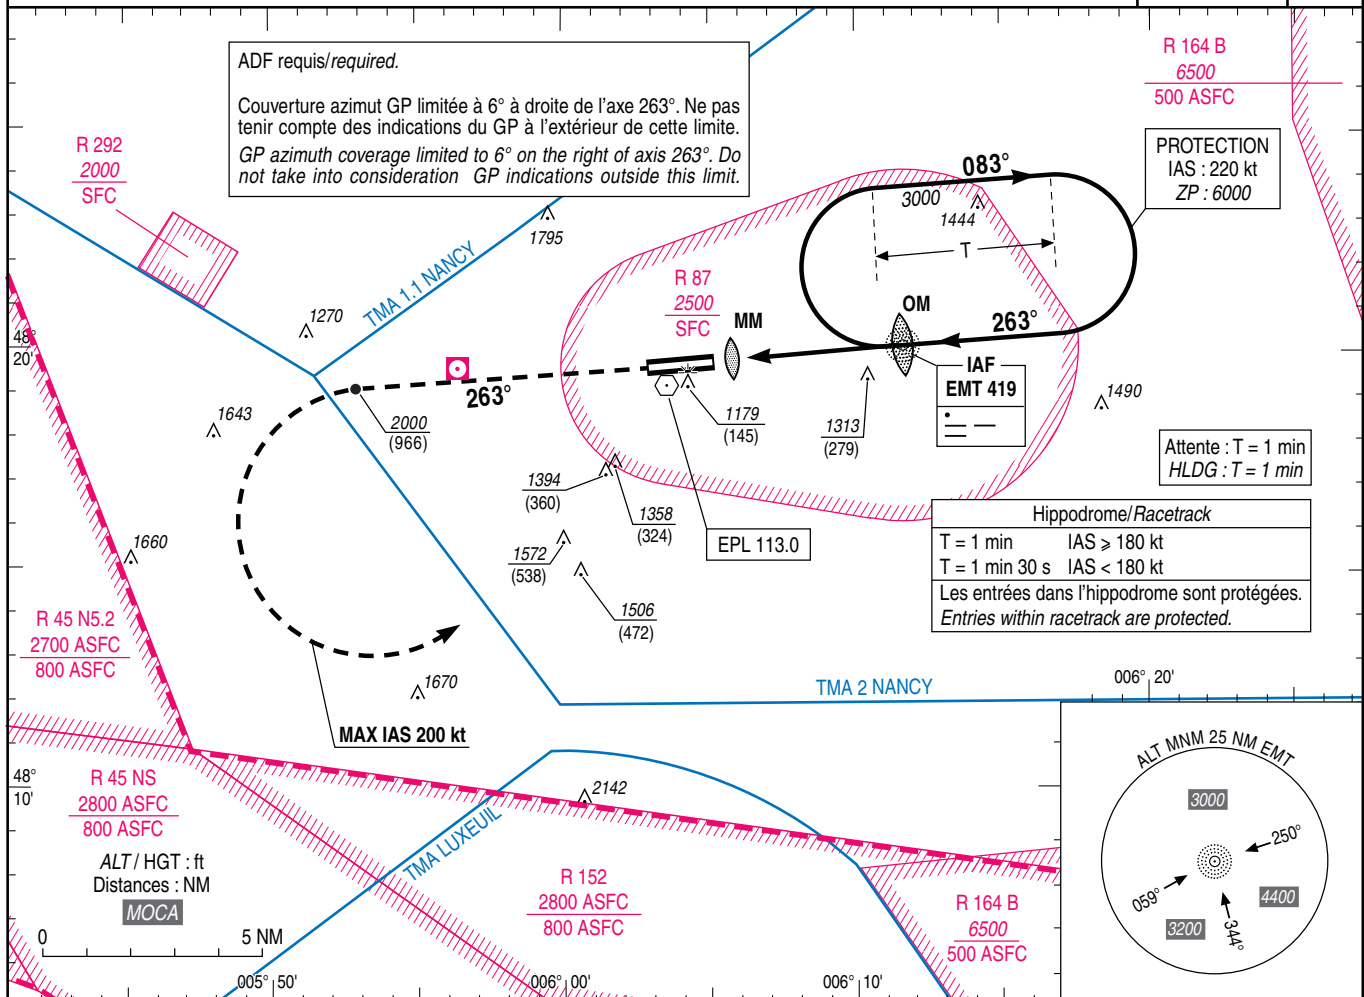 ADF requis/required.
Couverture azimut GP limitée à 6° à droite de l'axe 263°. Ne pas
tenir compte des indications du GP à l'extérieur de cette limite.
GP azimuth coverage limited to 6° on the right of axis 263°. Do
not take into consideration GP indications outside this limit.
R 164 B
6500
500 ASFC
R 292
2000
SFC
PROTECTION
IAS : 220 kt
ZP : 6000
083°
3000
1444
T
1795
TMA 1.1 NANCY
R 87
2500
SFC
MM
OM
263°
1270
48°
20'
IAF
EMT 419
263°
2000
(966)
1643
1179
(145)
1313
(279)
1490
Attente : T = 1 min
HLDG : T = 1 min
1394
(360)
1358
(324)
EPL 113.0
1572
(538)
1506
(472)
1660
Hippodrome/Racetrack
T = 1 min IAS ⩾ 180 kt
T = 1 min 30 s IAS < 180 kt
Les entrées dans l'hippodrome sont protégées.
Entries within racetrack are protected.
R 45 N5.2
2700 ASFC
800 ASFC
1670
MAX IAS 200 kt
TMA 2 NANCY
006° 20'
48°
10'
R 45 NS
2800 ASFC
800 ASFC
2142
TMA LUXEUIL
ALT / HGT : ft
Distances : NM
MOCA
0 5 NM
R 152
2800 ASFC
800 ASFC
R 164 B
6500
500 ASFC
ALT MNM 25 NM EMT
3000
250°
059°
4400
3200
344°
005° 50'
006° 00'
006° 10'